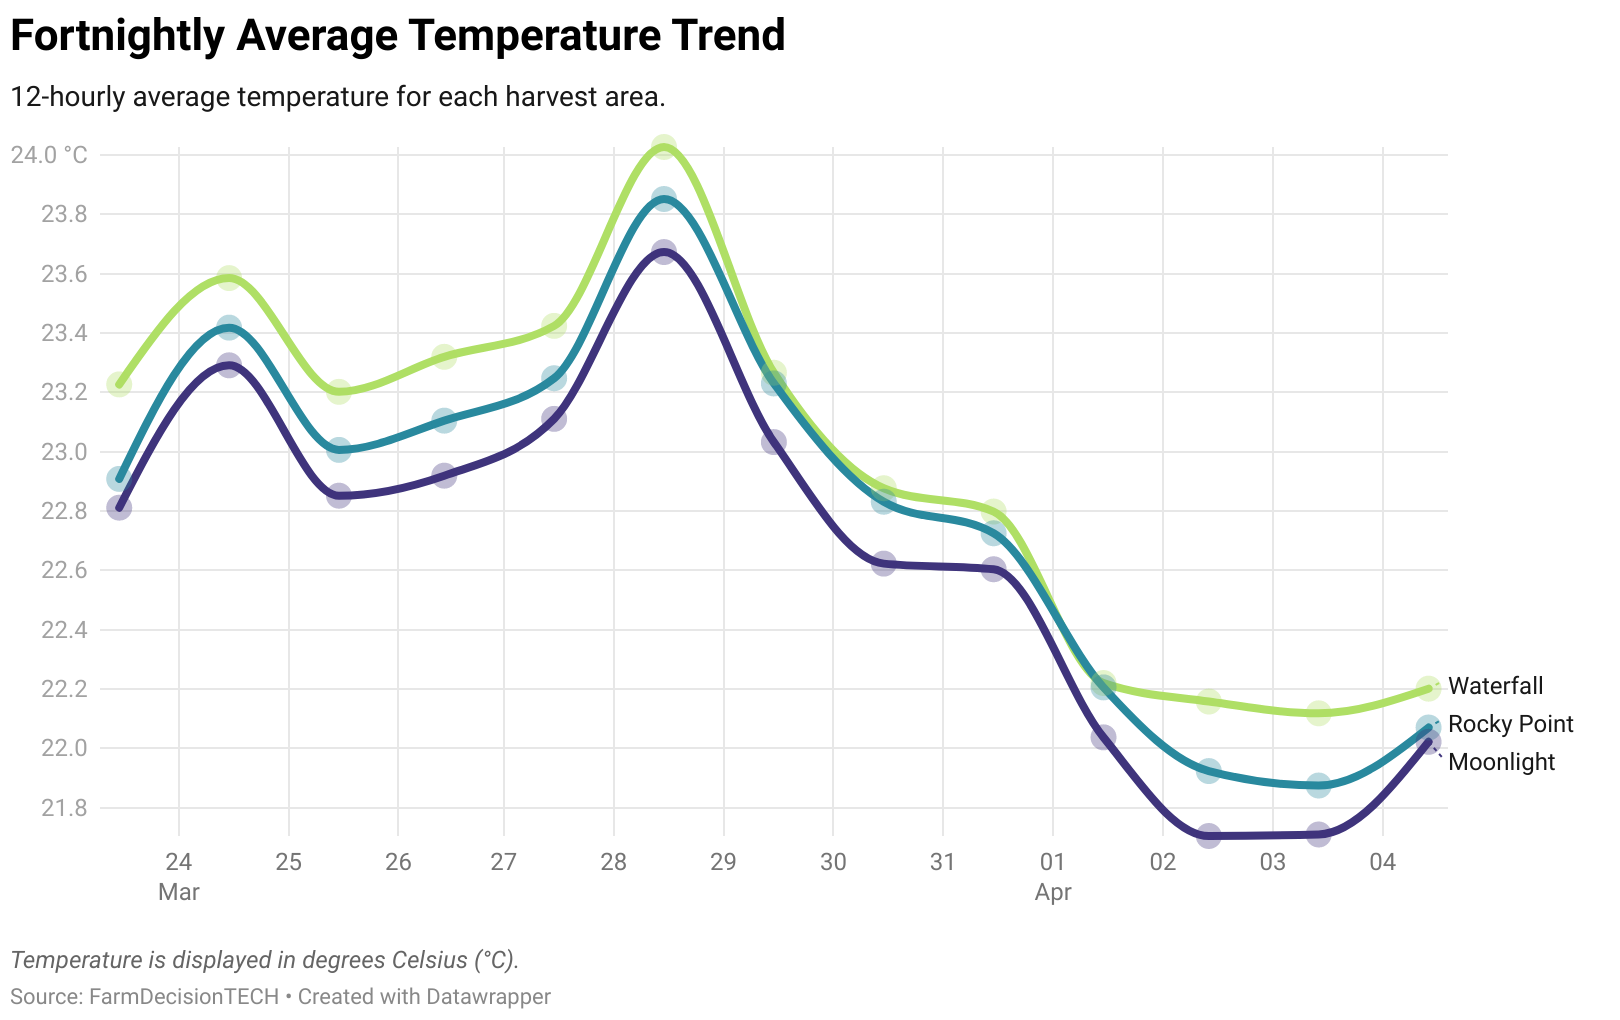 Fortnightly Average Temperature Trend
12-hourly average temperature for each harvest area.
24.0 °C
23.8
23.6
23.4
23.2
23.0
22.8
22.6
22.4
22.2
22.0
21.8
Waterfall
Rocky Point
Moonlight
24 25 26 27 28 29 30 31 01 02 03 04
Mar Apr
Temperature is displayed in degrees Celsius (°C).
Source: FarmDecisionTECH • Created with Datawrapper